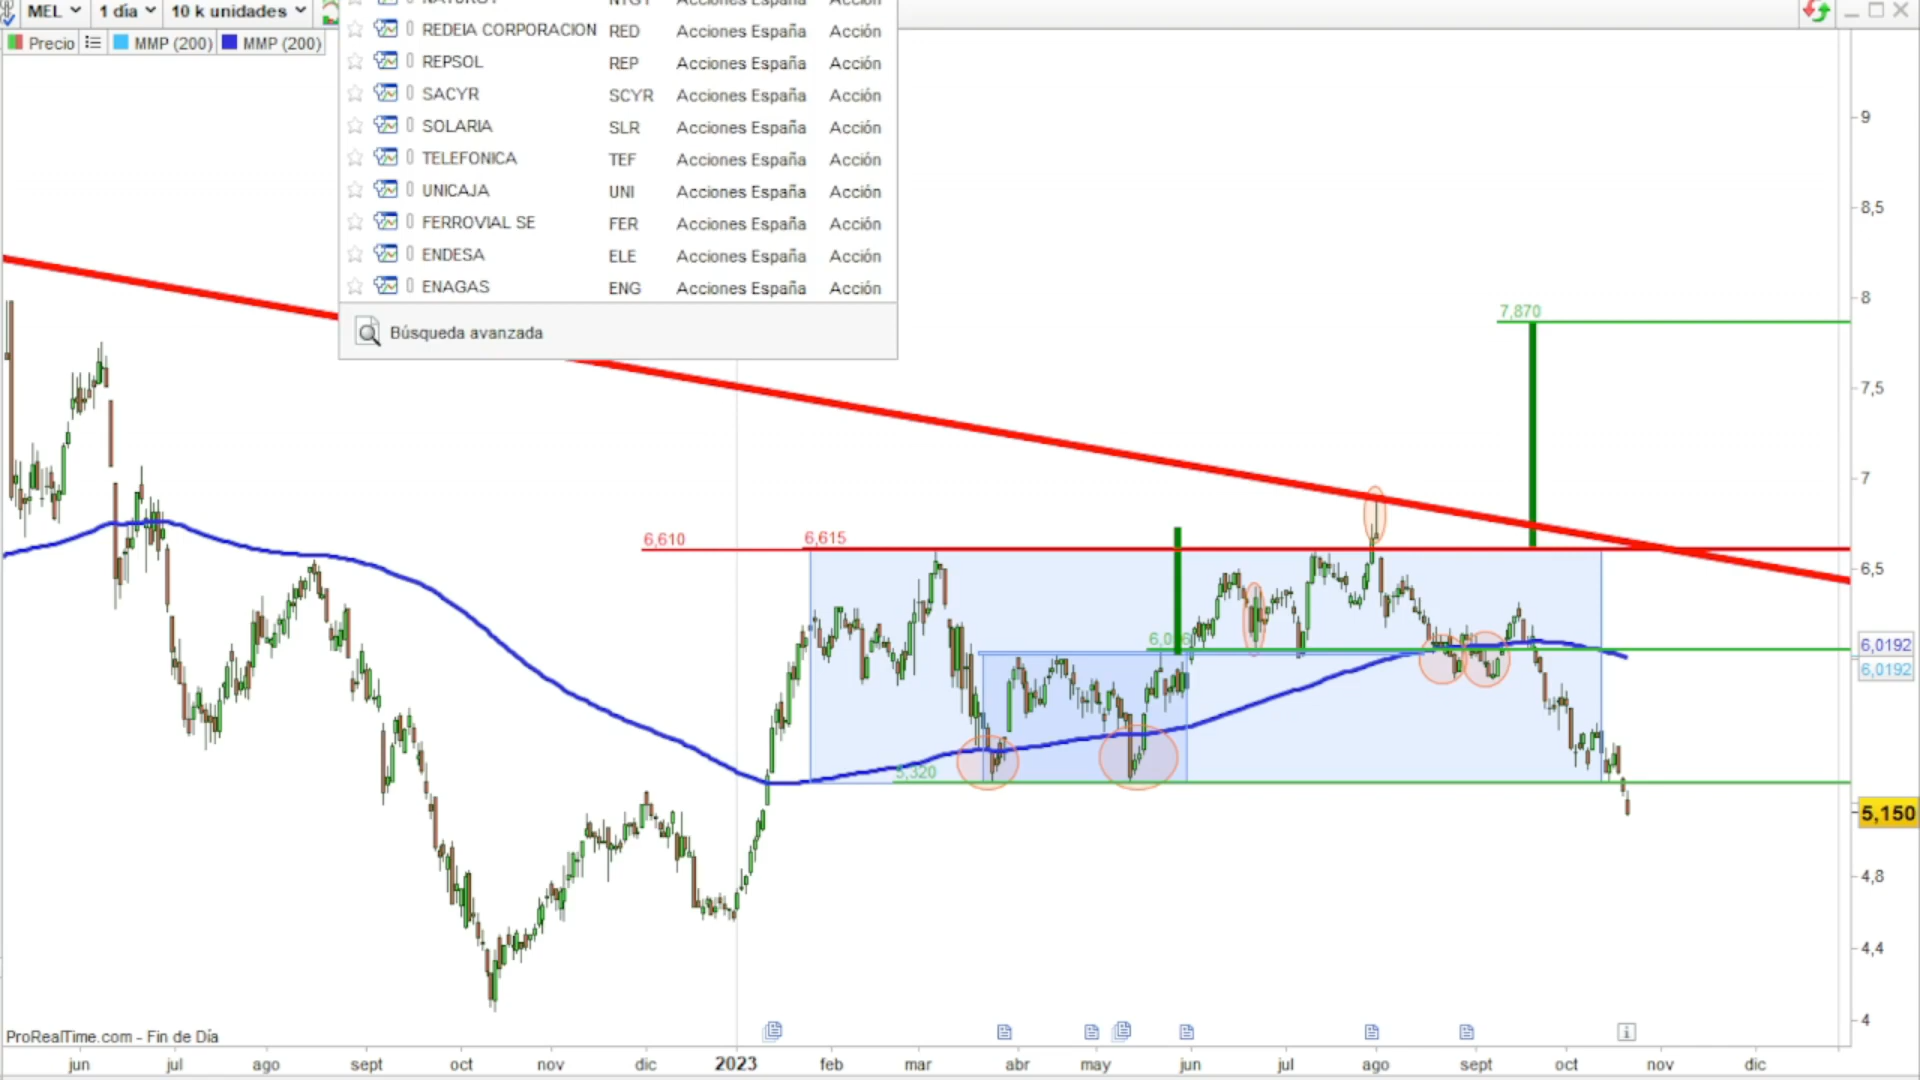 MEL 1 día 10 k unidades
Precio MMP (200) MMP (200)
NATURGY NTGY Acciones España Acción
REDEIA CORPORACION RED Acciones España Acción
REPSOL REP Acciones España Acción
SACYR SCYR Acciones España Acción
SOLARIA SLR Acciones España Acción
TELEFONICA TEF Acciones España Acción
UNICAJA UNI Acciones España Acción
FERROVIAL SE FER Acciones España Acción
ENDESA ELE Acciones España Acción
ENAGAS ENG Acciones España Acción
Búsqueda avanzada
9
8,5
8
7,870
7,5
7
6,610
6,615
6,5
6,0192
6,0192
5,320
5,150
4,8
4,4
4
ProRealTime.com - Fin de Día
jun jul ago sept oct nov dic 2023 feb mar abr may jun jul ago sept oct nov dic